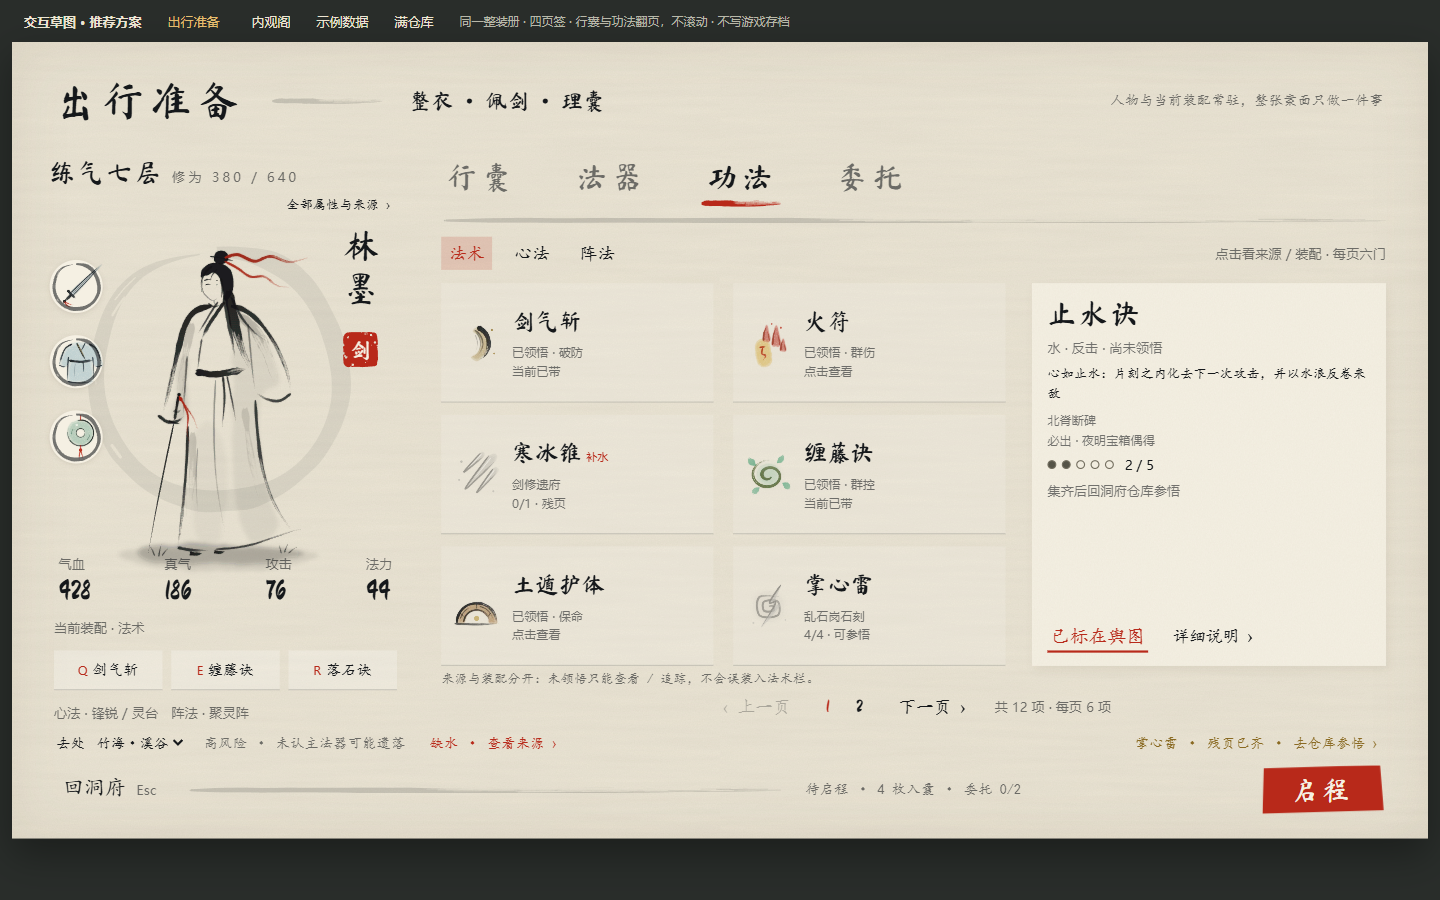 交互草图 • 推荐方案 出行准备 内观阁 示例数据 满仓库 同一整装册 · 四页签 · 行囊与功法翻页，不滚动 · 不写游戏存档
出行准备 整衣 • 佩剑 • 理囊 人物与当前装配常驻，整张裳面只做一件事
练气七层 修为 380 / 640
全部属性与来源 ›
林墨
剑
气血 真气 攻击 法力
428 186 76 44
当前装配 · 法术
Q 剑气斩 E 缠藤诀 R 落石诀
心法 · 锋锐 / 灵台 阵法 · 聚灵阵
行囊 法器 功法 委托
法术 心法 阵法 点击看来源 / 装配 · 每页六门
剑气斩
已领悟 · 破防
当前已带
火符
已领悟 · 群伤
点击查看
寒冰锥 补水
剑修遗府
0/1 · 残页
缠藤诀
已领悟 · 群控
当前已带
土遁护体
已领悟 · 保命
点击查看
掌心雷
乱石岗石刻
4/4 · 可参悟
止水诀
水 · 反击 · 尚未领悟
心如止水：片刻之内化去下一次攻击，并以水浪反卷来
敌
北脊断碑
必出 · 夜明宝箱偶得
2 / 5
集齐后回洞府仓库参悟
已标在舆图 详细说明 ›
来源与装配分开：未领悟只能查看 / 追踪，不会误装入法术栏。
‹ 上一页 1 2 下一页 › 共 12 项 · 每页 6 项
去处 竹海 • 溪谷 高风险 • 未认主法器可能遗落 缺水 • 查看来源 › 掌心雷 • 残页已齐 • 去仓库参悟 ›
回洞府 Esc 待启程 • 4 枚入囊 • 委托 0/2 启程